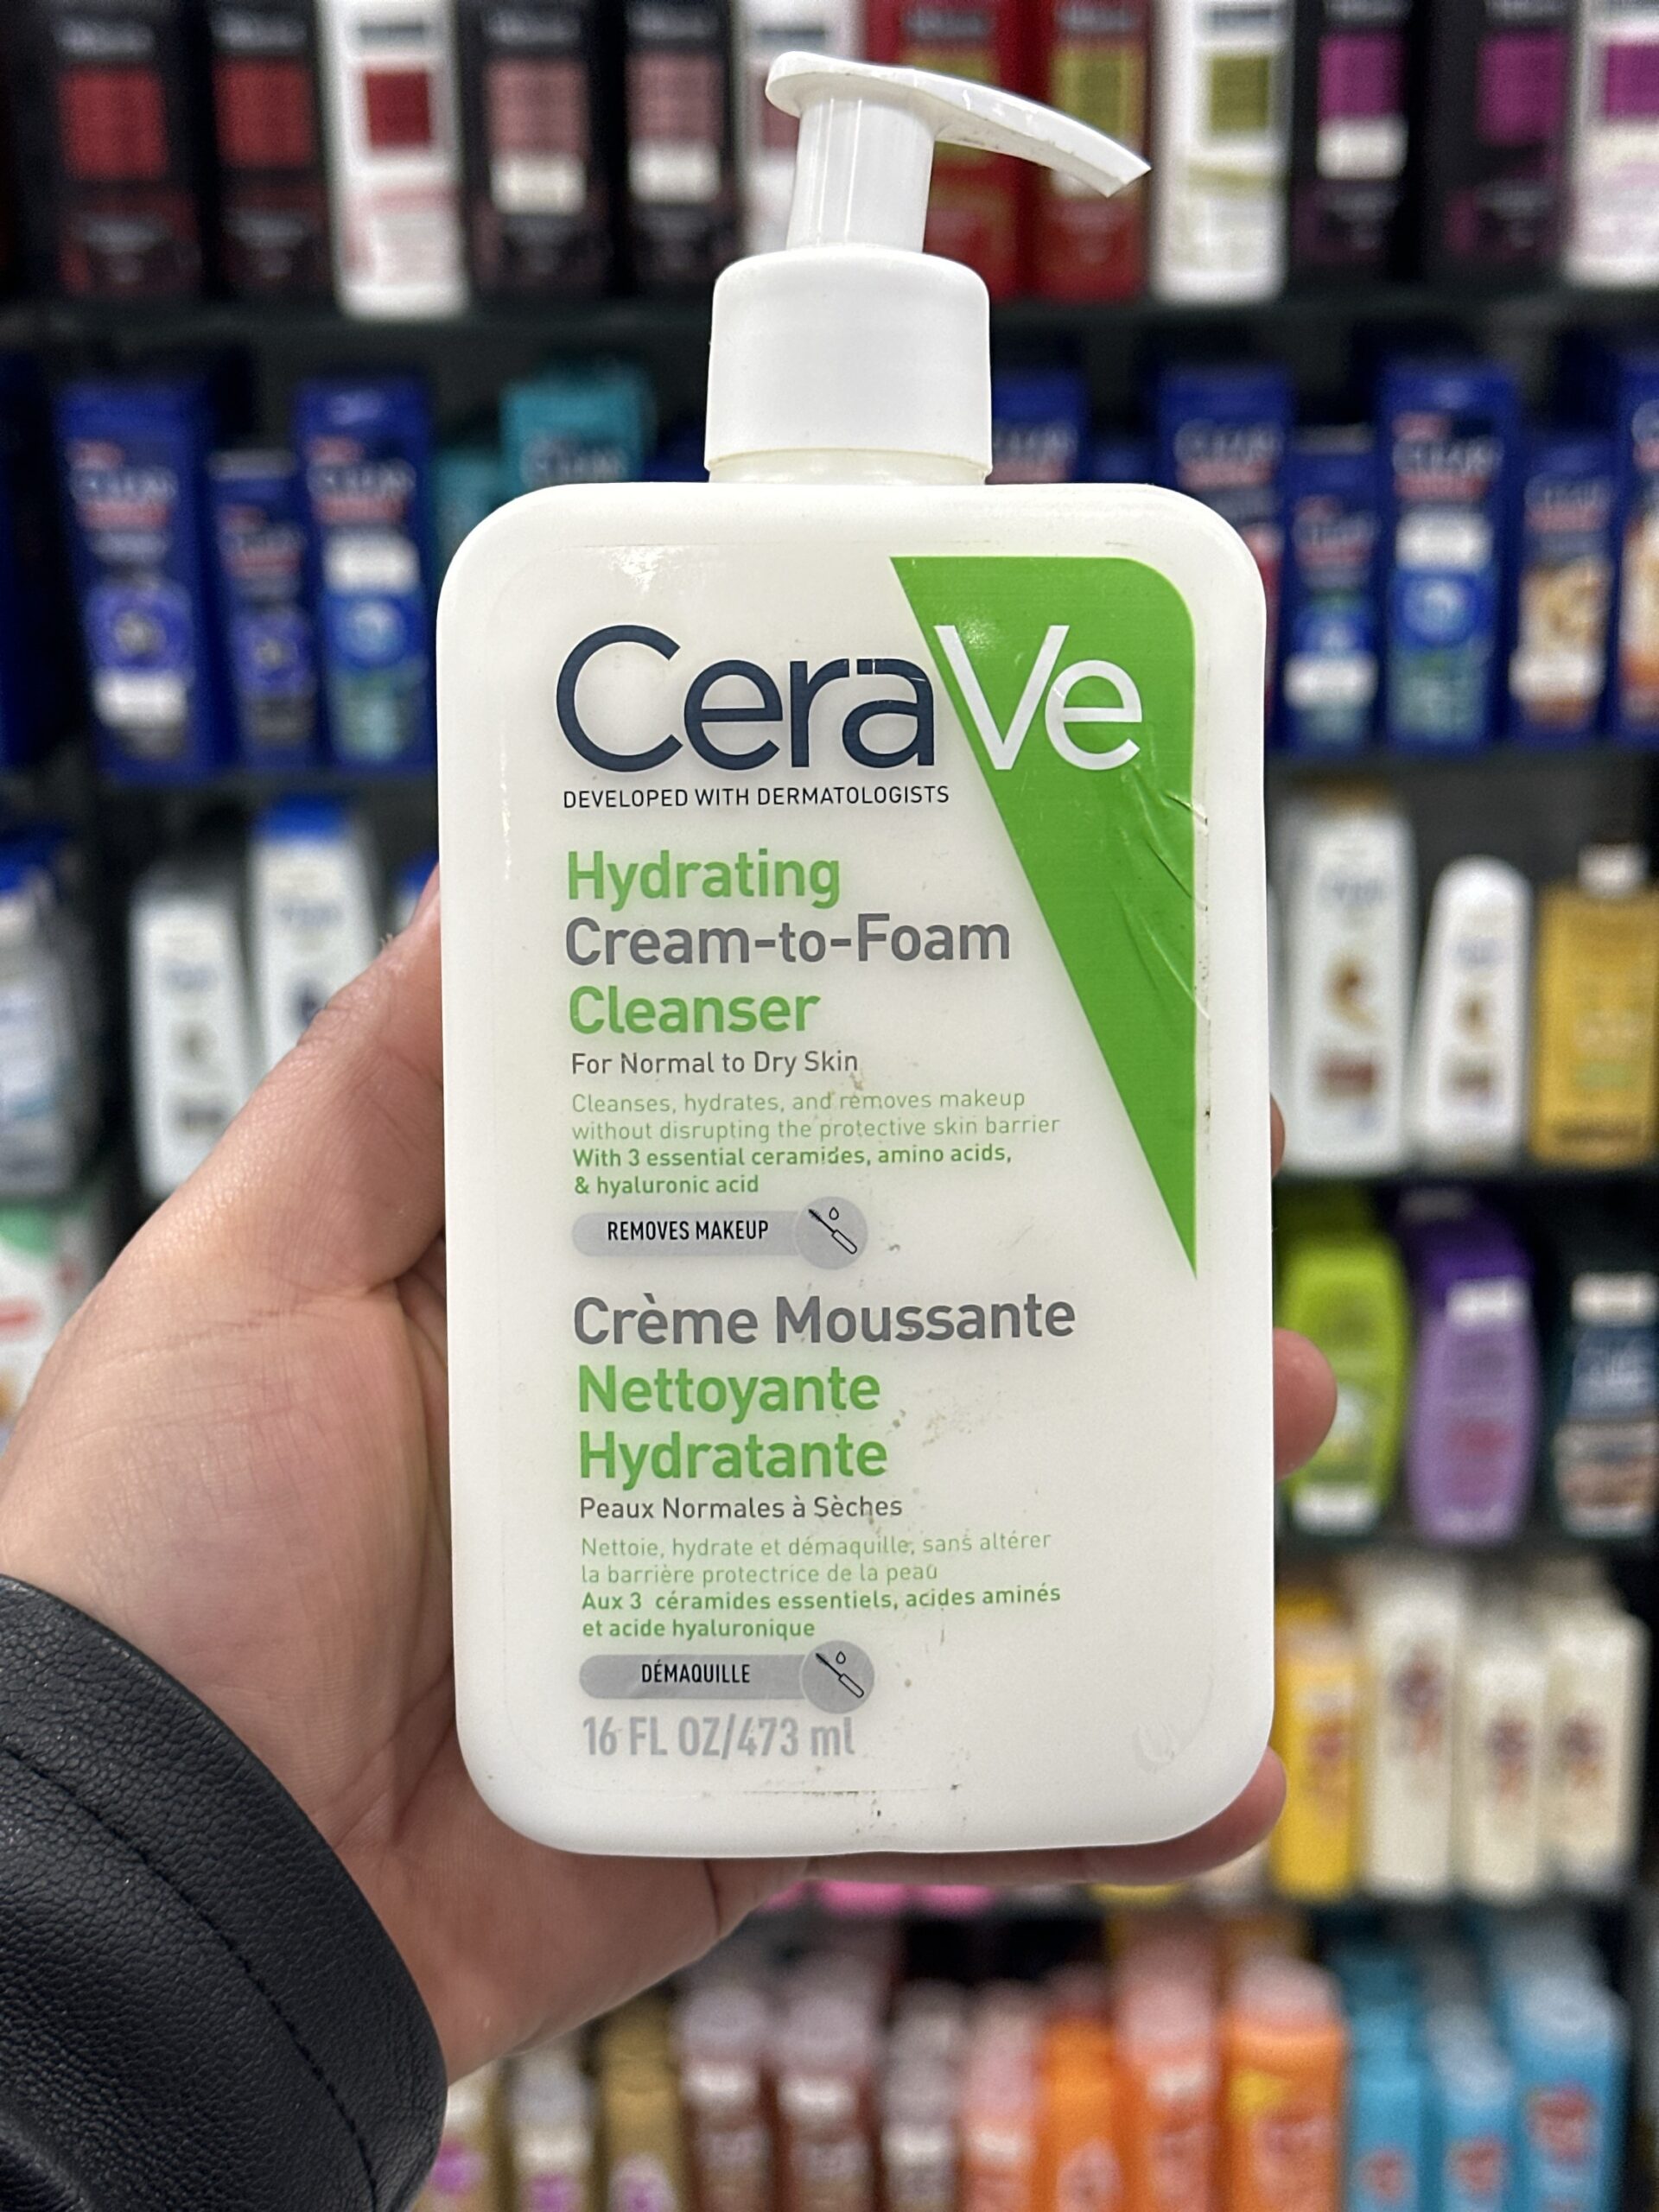 CeraVe
DEVELOPED WITH DERMATOLOGISTS
Hydrating
Cream-to-Foam
Cleanser
For Normal to Dry Skin
Cleanses, hydrates, and removes makeup
without disrupting the protective skin barrier
With 3 essential ceramides, amino acids,
& hyaluronic acid
REMOVES MAKEUP
Crème Moussante
Nettoyante
Hydratante
Peaux Normales à Sèches
Nettoie, hydrate et démaquille, sans altérer
la barrière protectrice de la peau
Aux 3 céramides essentiels, acides aminés
et acide hyaluronique
DÉMAQUILLE
16 FL OZ/473 ml